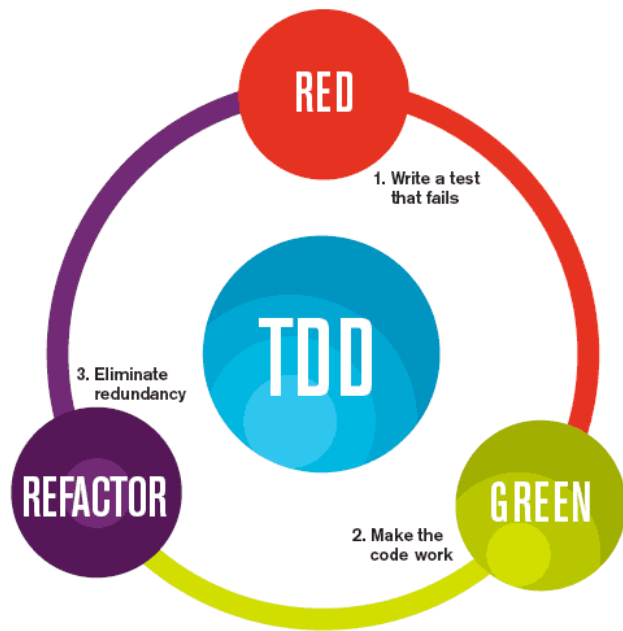 RED
1. Write a test
that fails
TDD
3. Eliminate
redundancy
REFACTOR
GREEN
2. Make the
code work